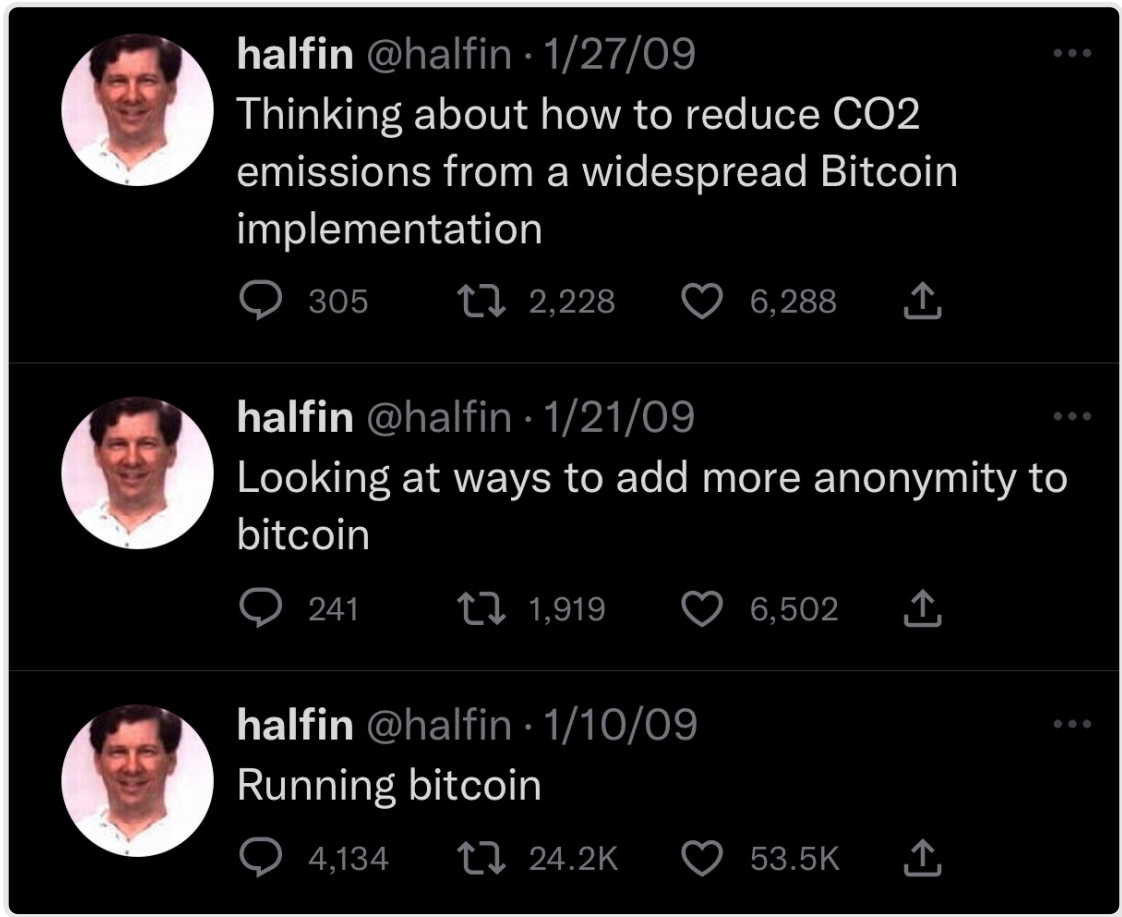 halfin @halfin · 1/27/09
Thinking about how to reduce CO2
emissions from a widespread Bitcoin
implementation
305 2,228 6,288
halfin @halfin · 1/21/09
Looking at ways to add more anonymity to
bitcoin
241 1,919 6,502
halfin @halfin · 1/10/09
Running bitcoin
4,134 24.2K 53.5K